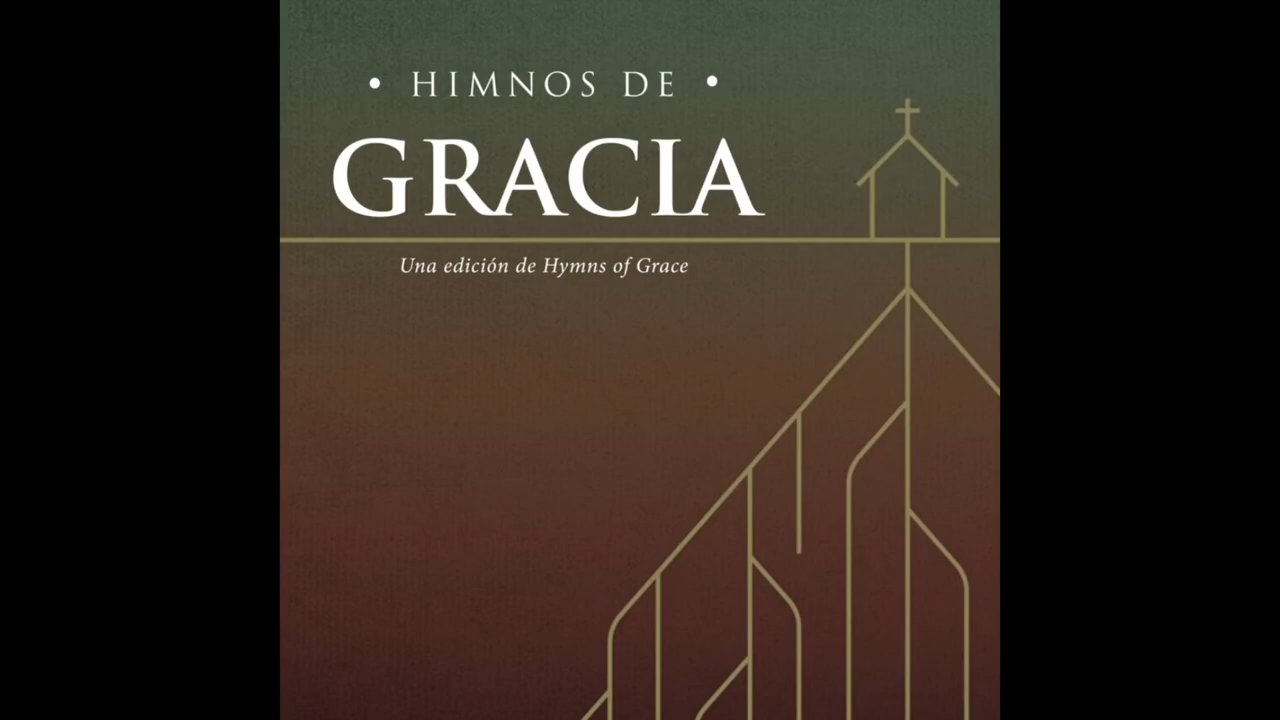 • HIMNOS DE •
GRACIA
Una edición de Hymns of Grace